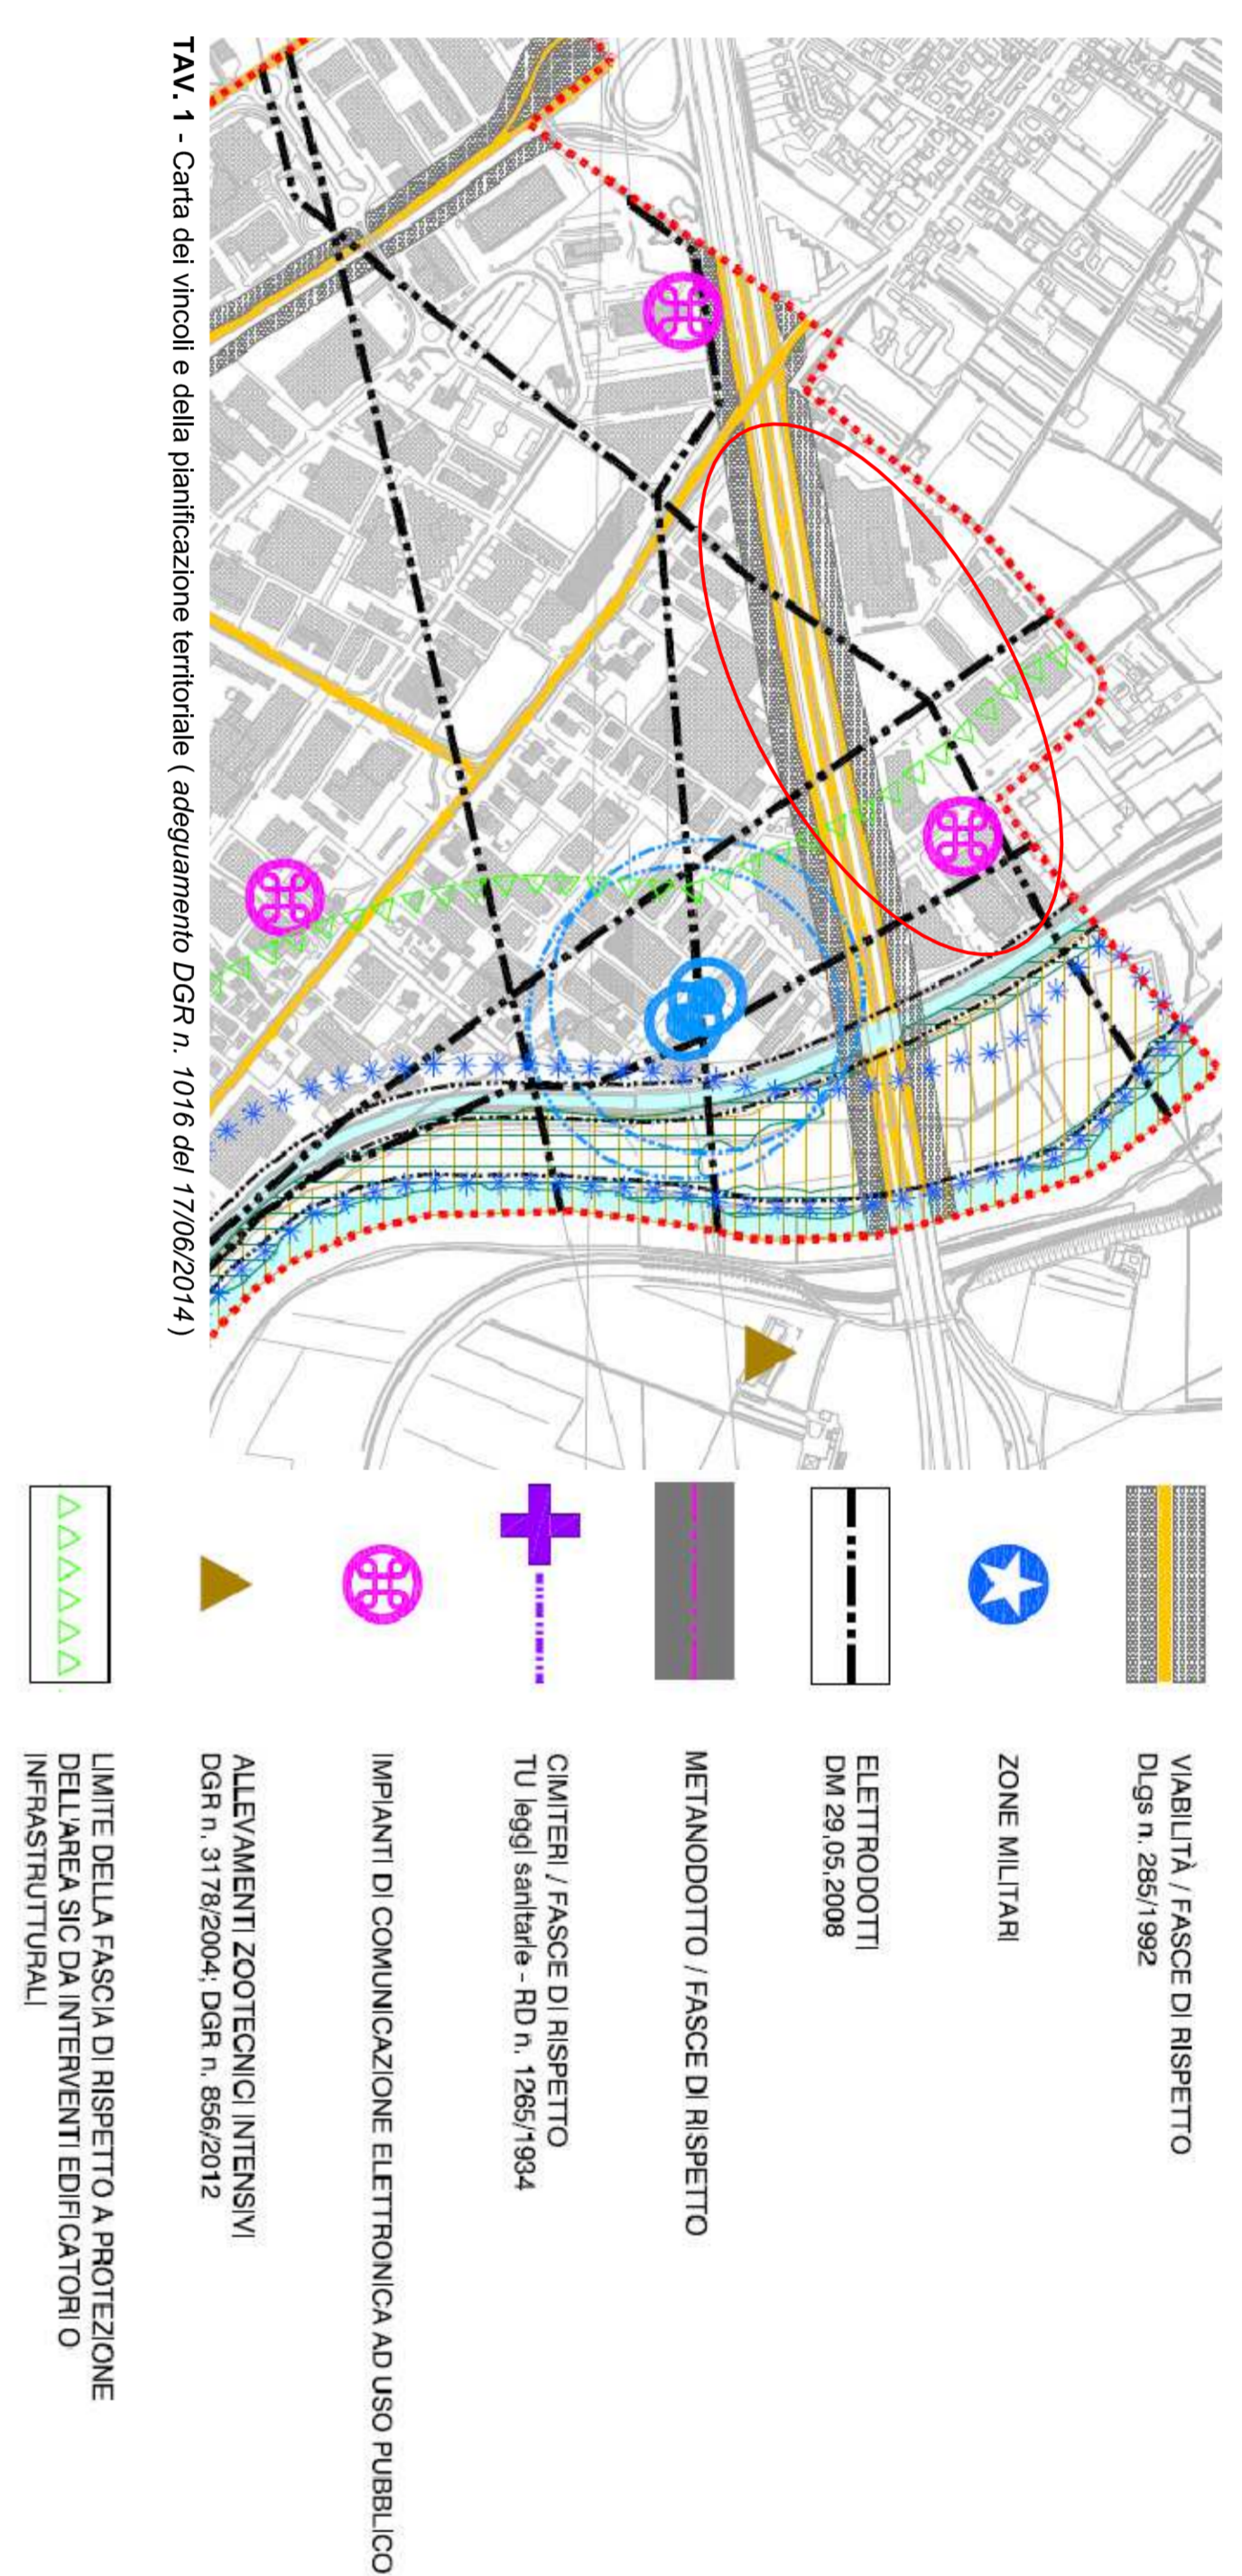 TAV. 1 - Carta dei vincoli e della pianificazione territoriale ( adeguamento DGR n. 1016 del 17/06/2014 )
VIABILITÀ / FASCE DI RISPETTO
DLgs n. 285/1992
ZONE MILITARI
ELETTRODOTTI
DM 29.05.2008
METANODOTTO / FASCE DI RISPETTO
CIMITERI / FASCE DI RISPETTO
TU leggi sanitarie - RD n. 1265/1934
IMPIANTI DI COMUNICAZIONE ELETTRONICA AD USO PUBBLICO
ALLEVAMENTI ZOOTECNICI INTENSIVI
DGR n. 3178/2004; DGR n. 856/2012
LIMITE DELLA FASCIA DI RISPETTO A PROTEZIONE
DELL'AREA SIC DA INTERVENTI EDIFICATORI O
INFRASTRUTTURALI